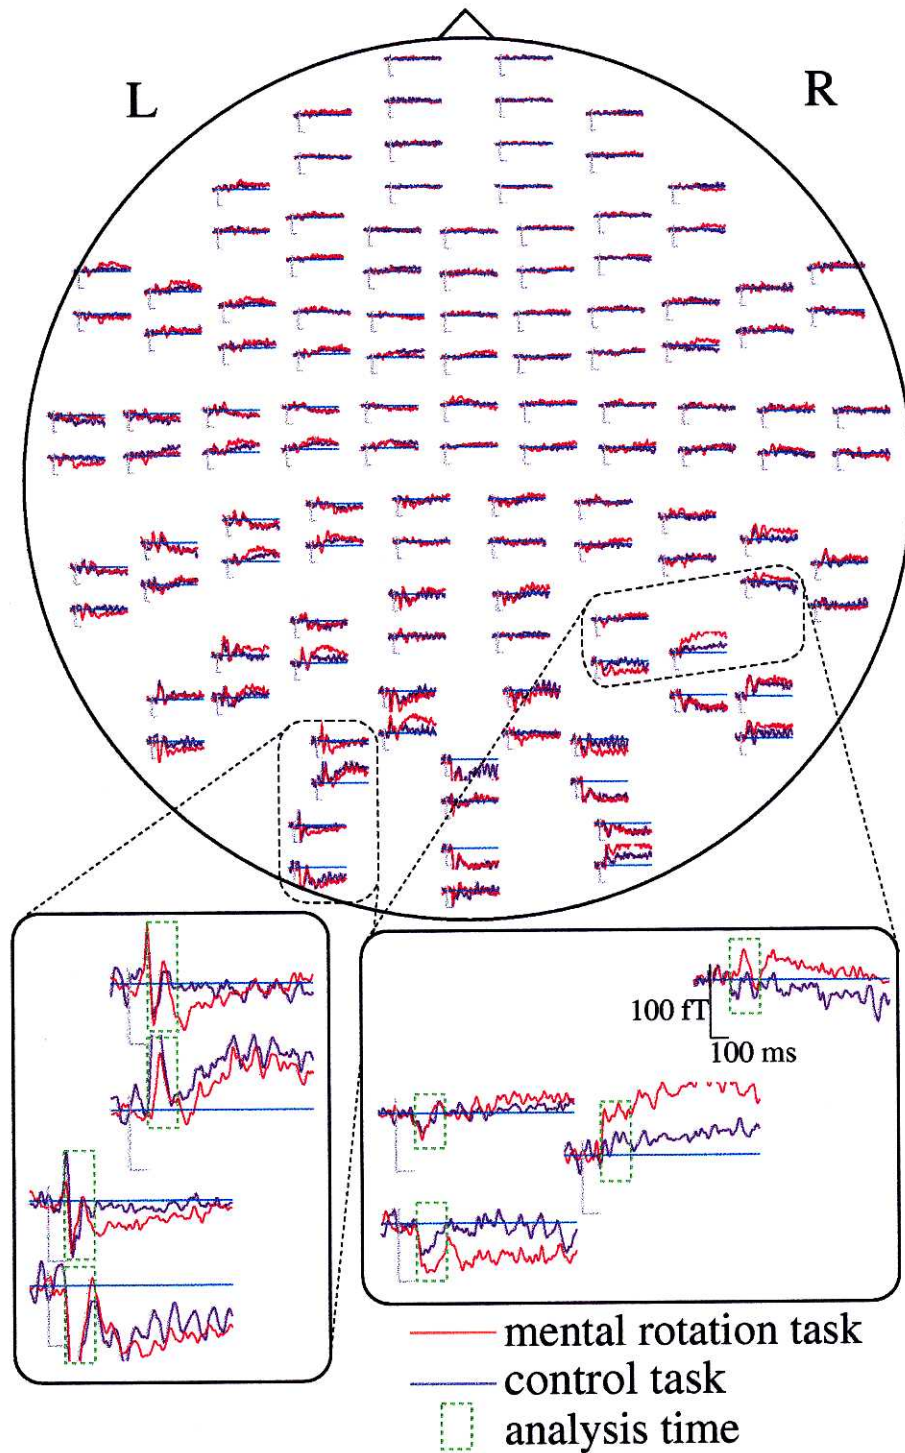 L
R
100 fT
100 ms
mental rotation task
control task
analysis time